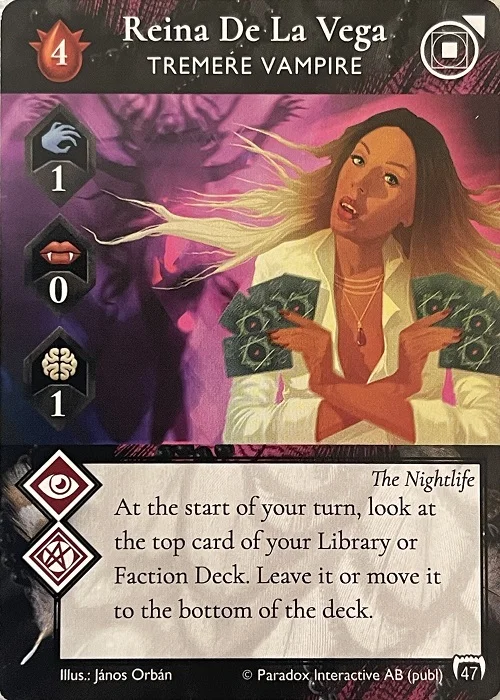 4
Reina De La Vega
TREMERE VAMPIRE
1
0
1
The Nightlife
At the start of your turn, look at
the top card of your Library or
Faction Deck. Leave it or move it
to the bottom of the deck.
Illus.: János Orbán
© Paradox Interactive AB (publ)
47